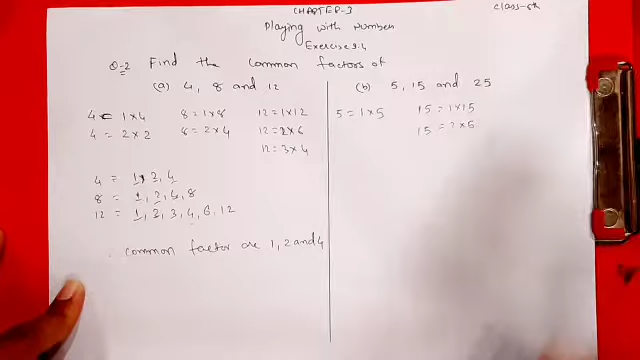 CHAPTER-3
Class-6th
Playing with Number
Exercise 3.4
Q-2 Find the common factors of
(a) 4, 8 and 12
4 = 1×4 8 = 1×8 12 = 1×12
4 = 2×2 8 = 2×4 12 = 2×6
12 = 3×4
4 = 1, 2, 4
8 = 1, 2, 4, 8
12 = 1, 2, 3, 4, 6, 12
∴ common factor are 1, 2 and 4
(b) 5, 15 and 25
5 = 1×5 15 = 1×15
15 = 3×5